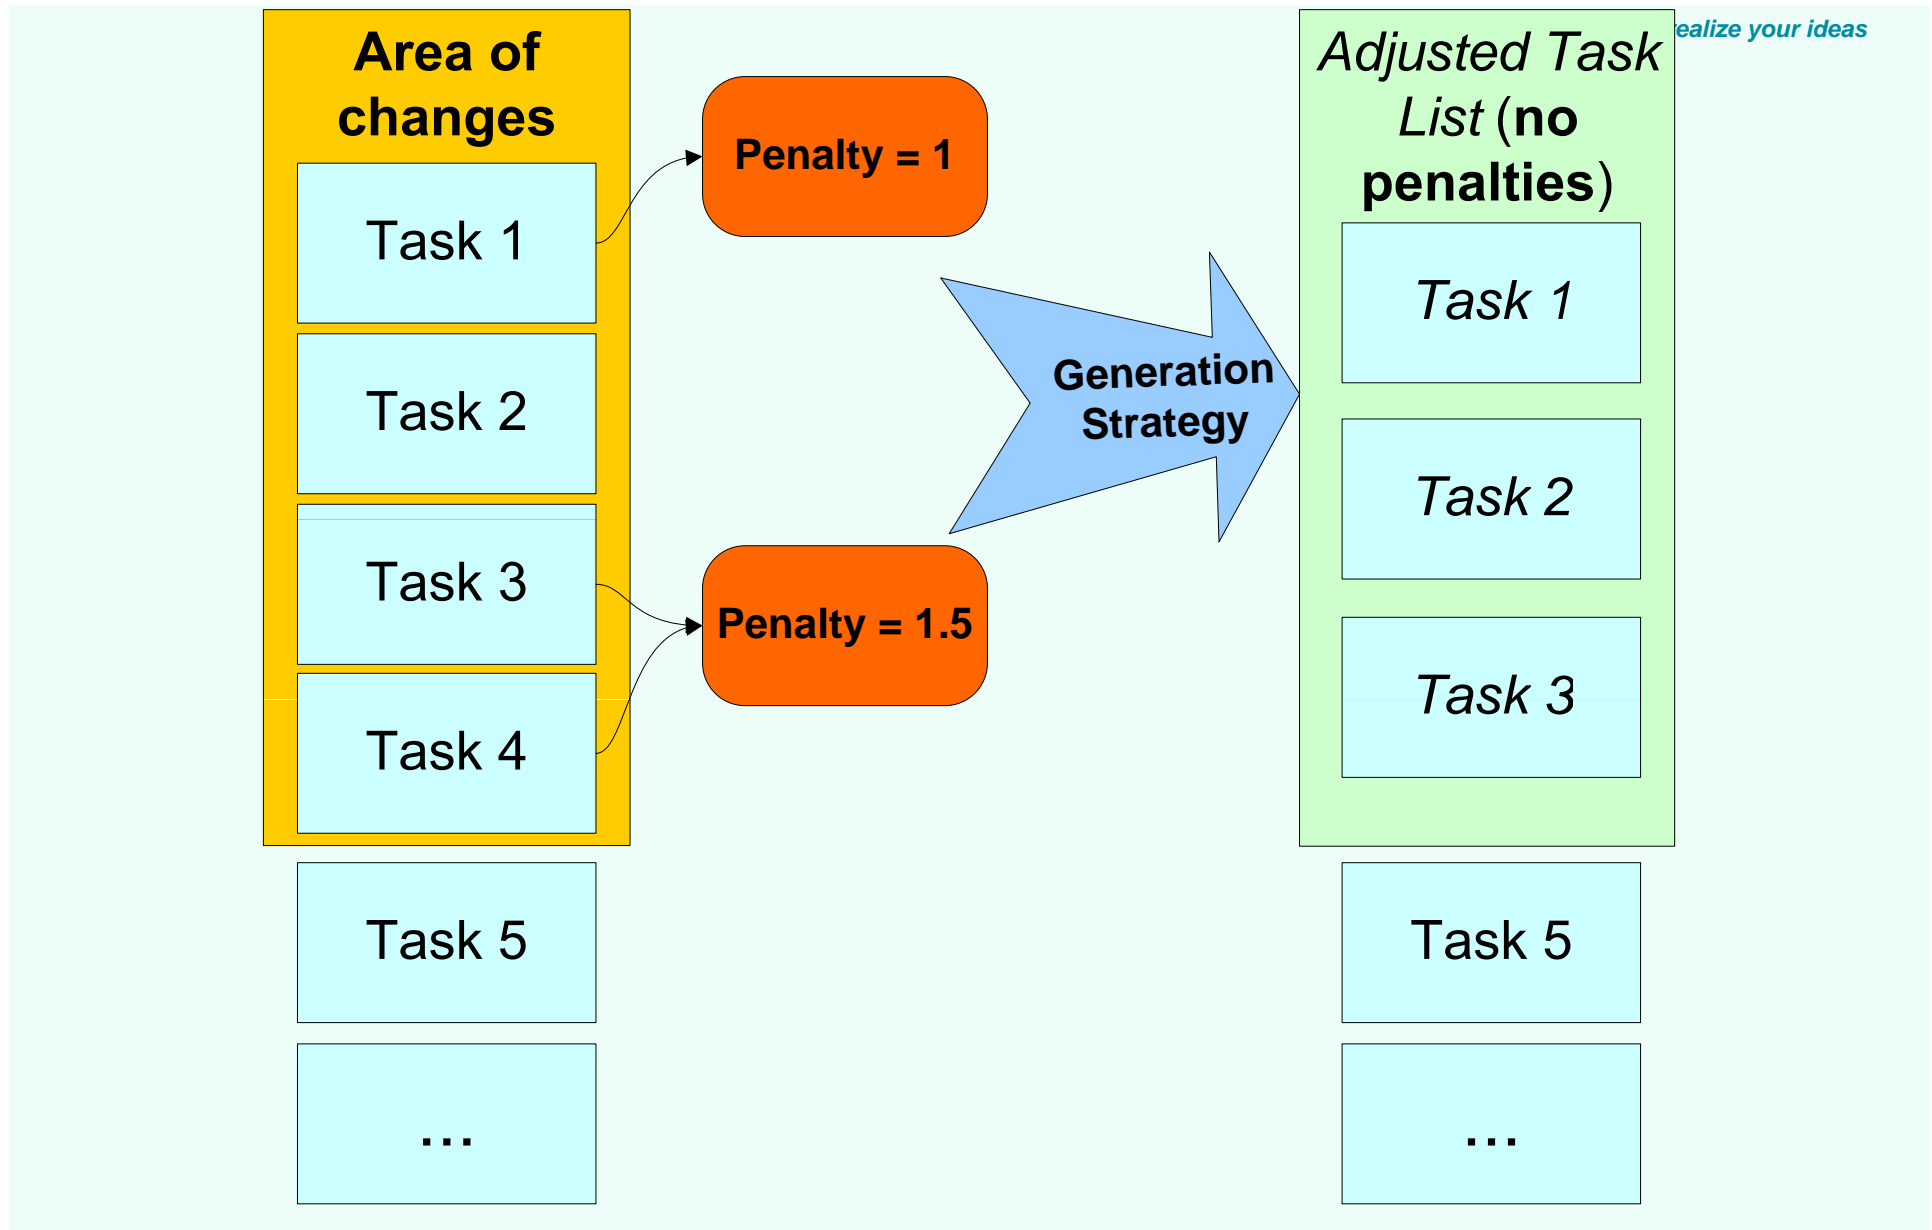 ealize your ideas
Area of
changes
Task 1
Task 2
Task 3
Task 4
Task 5
...
Penalty = 1
Penalty = 1.5
Generation
Strategy
Adjusted Task
List (no
penalties)
Task 1
Task 2
Task 3
Task 5
...